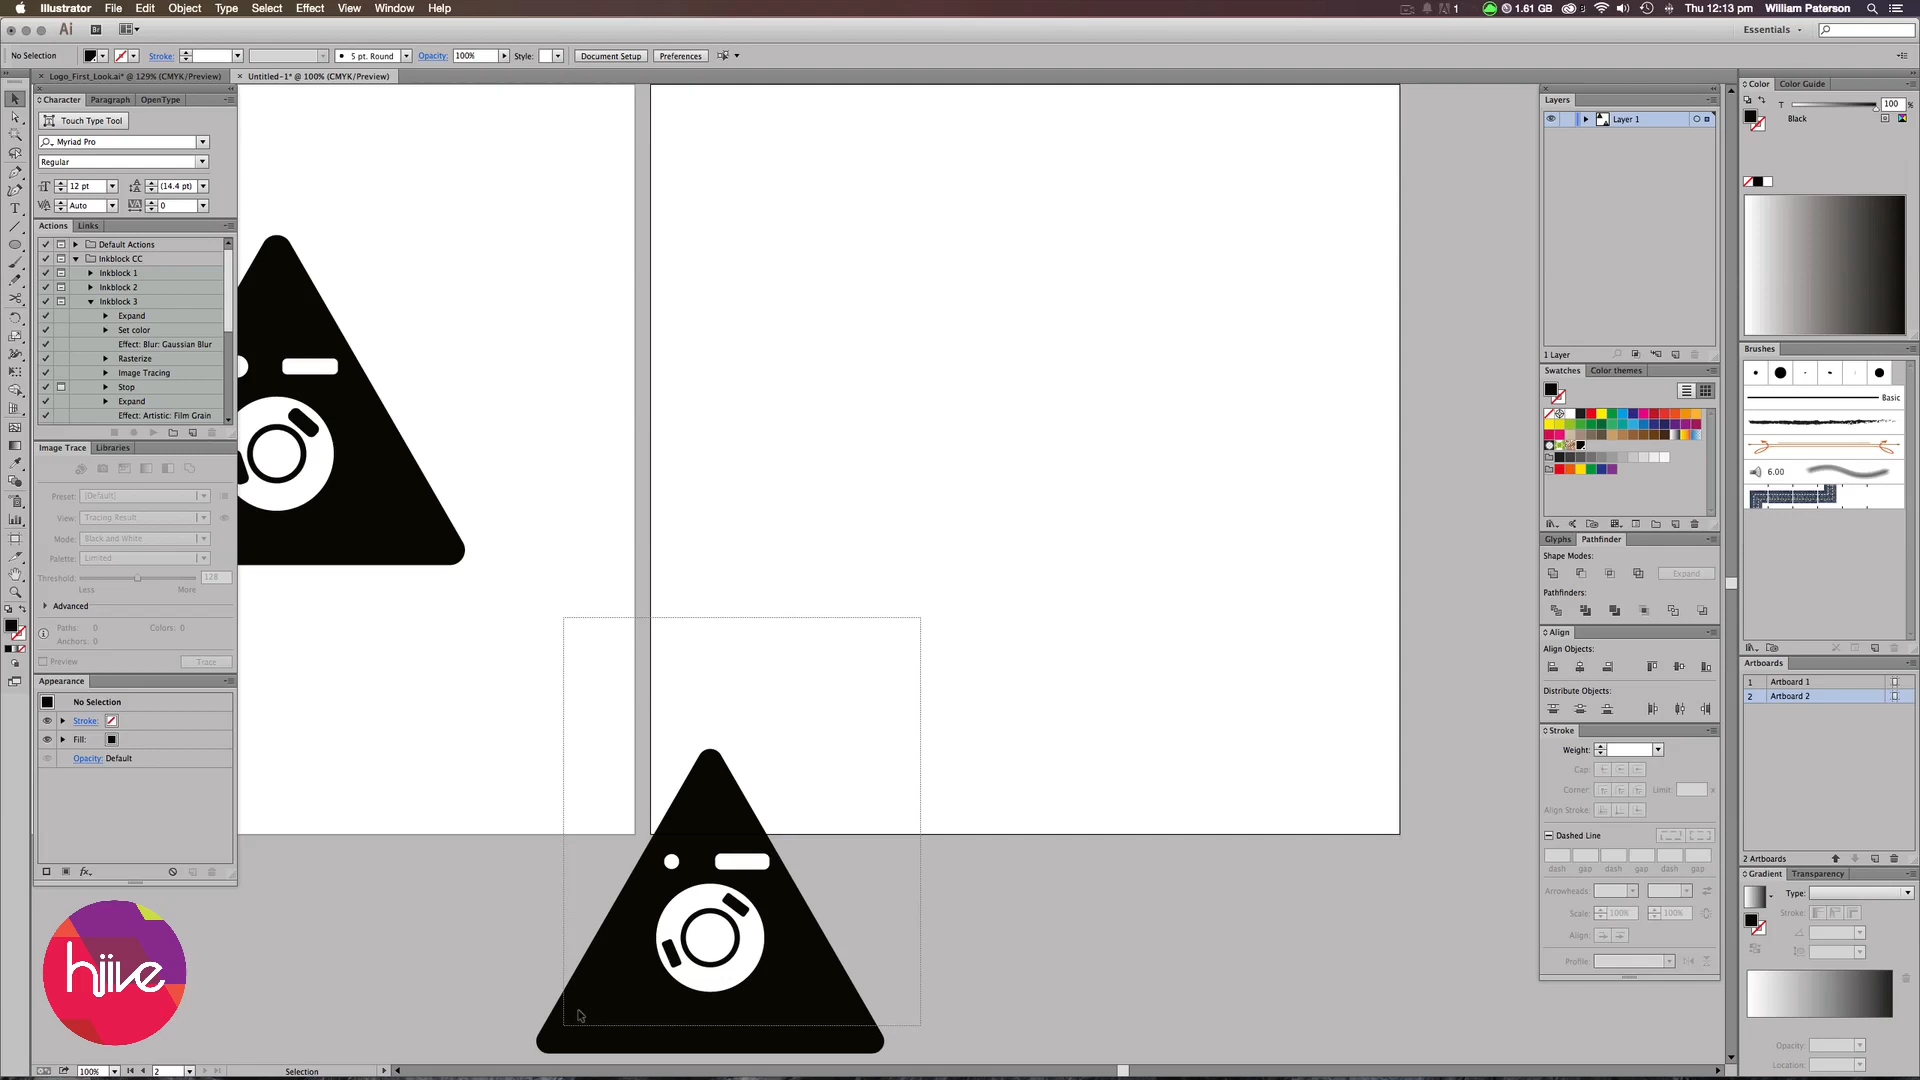 Illustrator File Edit Object Type Select Effect View Window Help
1 1.61 GB Thu 12:13 pm William Paterson
Ai Br Essentials
No Selection Stroke: 5 pt. Round Opacity: 100% Style: Document Setup Preferences
Logo_First_Look.ai* @ 129% (CMYK/Preview) Untitled-1* @ 100% (CMYK/Preview)
Character Paragraph OpenType
Touch Type Tool
Myriad Pro
Regular
12 pt (14.4 pt)
Auto 0
Actions Links
Default Actions
Inkblock CC
Inkblock 1
Inkblock 2
Inkblock 3
Expand
Set color
Effect: Blur: Gaussian Blur
Rasterize
Image Tracing
Stop
Expand
Effect: Artistic: Film Grain
Image Trace Libraries
Preset: [Default]
View: Tracing Result
Mode: Black and White
Palette: Limited
Threshold: 128
Less More
Advanced
Paths: 0 Colors: 0
Anchors: 0
Preview Trace
Appearance
No Selection
Stroke:
Fill:
Opacity: Default
hiive
100% 2 Selection
Layers
Layer 1
1 Layer
Swatches Color themes
Glyphs Pathfinder
Shape Modes:
Expand
Pathfinders:
Align
Align Objects:
Distribute Objects:
Stroke
Weight:
Cap:
Corner: Limit: x
Align Stroke:
Dashed Line
dash gap dash gap dash gap
Arrowheads:
Scale: 100% 100%
Align:
Profile:
Color Color Guide
T 100 %
Black
Brushes
Basic
6.00
Artboards
1 Artboard 1
2 Artboard 2
2 Artboards
Gradient Transparency
Type:
Stroke:
Opacity:
Location: